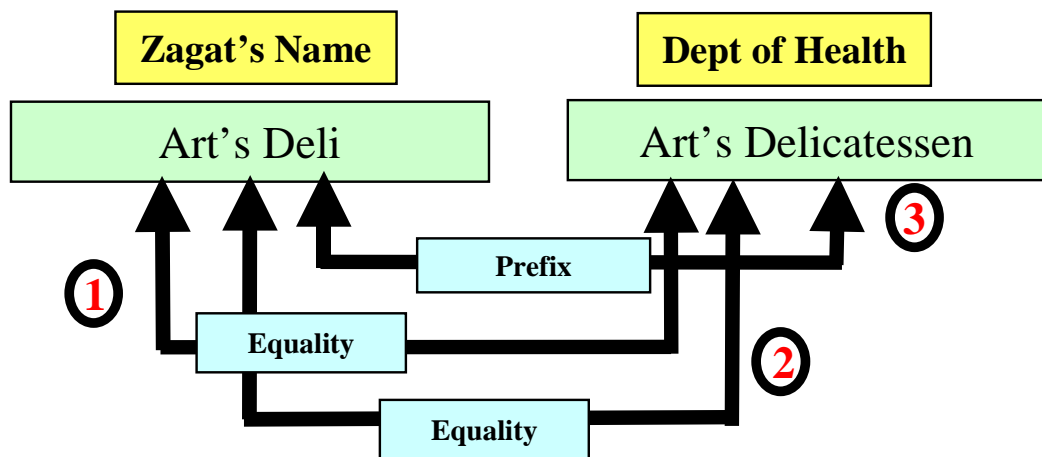 Zagat’s Name
Dept of Health
Art’s Deli
Art’s Delicatessen
3
Prefix
1
Equality
2
Equality